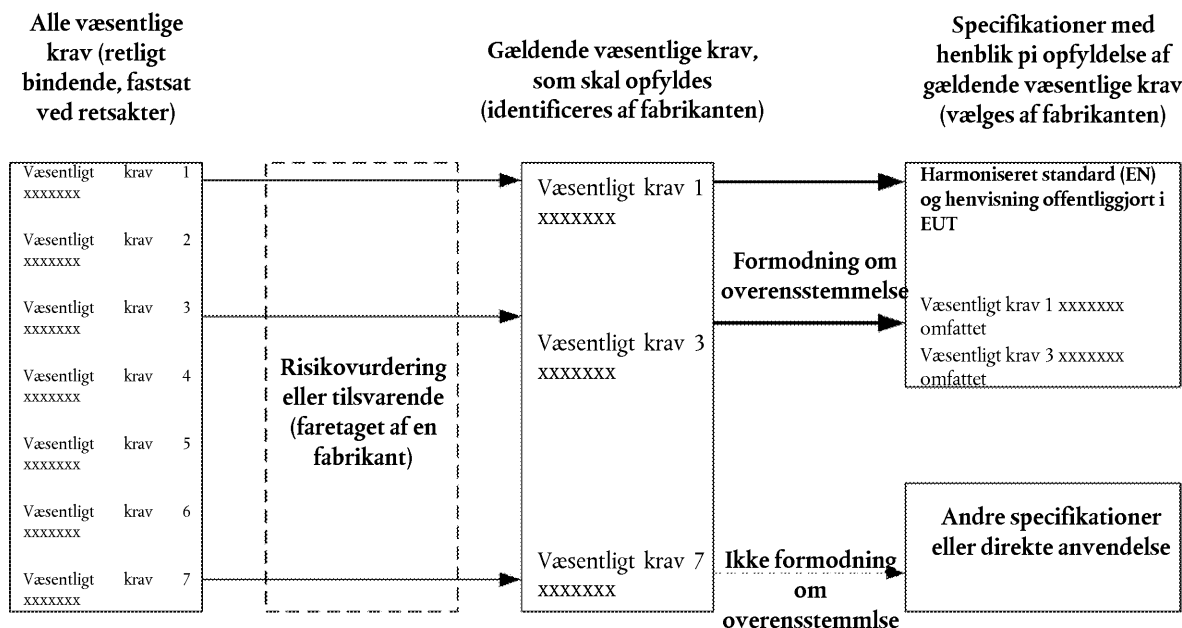 Alle væsentlige
krav (retligt
bindende, fastsat
ved retsakter)
Gældende væsentlige krav,
som skal opfyldes
(identificeres af fabrikanten)
Specifikationer med
henblik pi opfyldelse af
gældende væsentlige krav
(vælges af fabrikanten)
Væsentligt krav 1
xxxxxxx
Væsentligt krav 2
xxxxxxx
Væsentligt krav 3
xxxxxxx
Væsentligt krav 4
xxxxxxx
Væsentligt krav 5
xxxxxxx
Væsentligt krav 6
xxxxxxx
Væsentligt krav 7
xxxxxxx
Risikovurdering
eller tilsvarende
(faretaget af en
fabrikant)
Væsentligt krav 1
xxxxxxx
Væsentligt krav 3
xxxxxxx
Væsentligt krav 7
xxxxxxx
Formodning om
overensstemmelse
Ikke formodning
om
overensstemmlse
Harmoniseret standard (EN)
og henvisning offentliggjort i
EUT
Væsentligt krav 1 xxxxxxx
omfattet
Væsentligt krav 3 xxxxxxx
omfattet
Andre specifikationer
eller direkte anvendelse